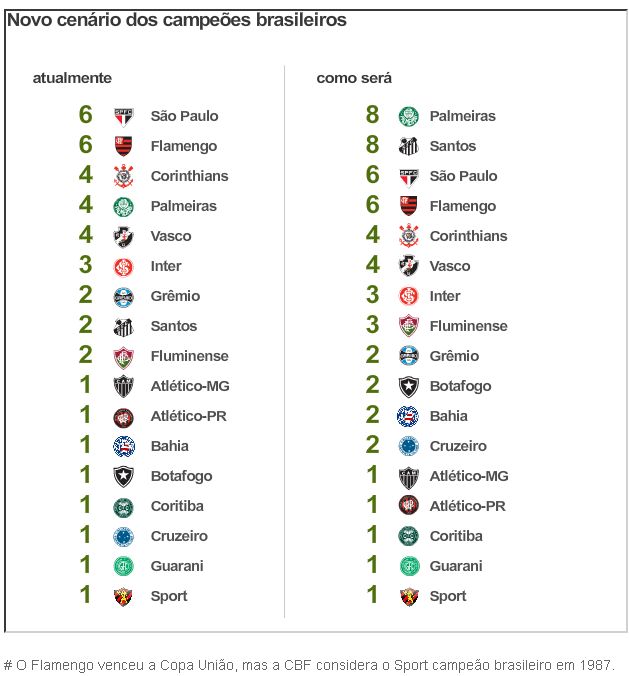 Novo cenário dos campeões brasileiros
atualmente
6 São Paulo
6 Flamengo
4 Corinthians
4 Palmeiras
4 Vasco
3 Inter
2 Grêmio
2 Santos
2 Fluminense
1 Atlético-MG
1 Atlético-PR
1 Bahia
1 Botafogo
1 Coritiba
1 Cruzeiro
1 Guarani
1 Sport
como será
8 Palmeiras
8 Santos
6 São Paulo
6 Flamengo
4 Corinthians
4 Vasco
3 Inter
3 Fluminense
2 Grêmio
2 Botafogo
2 Bahia
2 Cruzeiro
1 Atlético-MG
1 Atlético-PR
1 Coritiba
1 Guarani
1 Sport
# O Flamengo venceu a Copa União, mas a CBF considera o Sport campeão brasileiro em 1987.